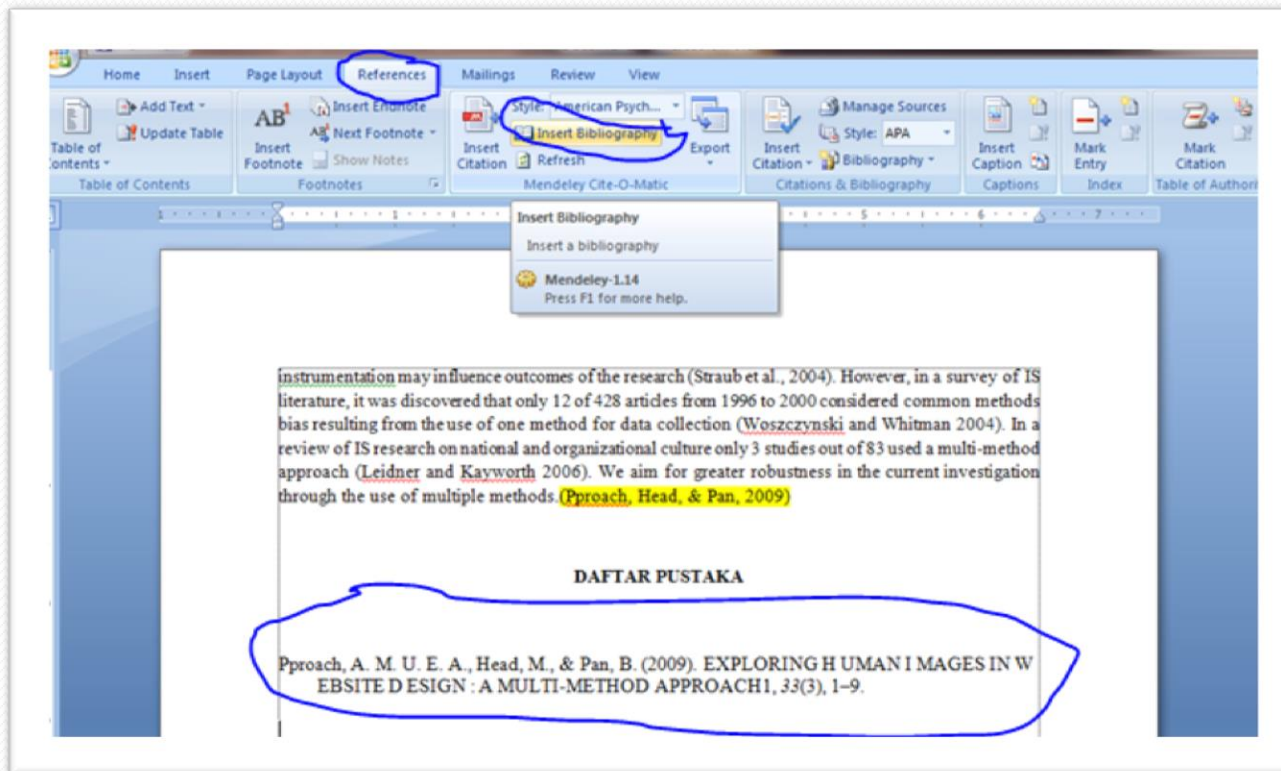 Home Insert Page Layout References Mailings Review View
Add Text
Update Table
Table of
Contents
Table of Contents
AB1
Insert
Footnote
Insert Endnote
Next Footnote
Show Notes
Footnotes
Insert
Citation
Style: American Psych...
Insert Bibliography
Refresh
Export
Mendeley Cite-O-Matic
Insert
Citation
Manage Sources
Style: APA
Bibliography
Citations & Bibliography
Insert
Caption
Captions
Mark
Entry
Index
Mark
Citation
Table of Authori
1 1 5 6 7
Insert Bibliography
Insert a bibliography
Mendeley-1.14
Press F1 for more help.
instrumentation may influence outcomes of the research (Straub et al., 2004). However, in a survey of IS
literature, it was discovered that only 12 of 428 articles from 1996 to 2000 considered common methods
bias resulting from the use of one method for data collection (Woszczynski and Whitman 2004). In a
review of IS research on national and organizational culture only 3 studies out of 83 used a multi-method
approach (Leidner and Kayworth 2006). We aim for greater robustness in the current investigation
through the use of multiple methods.(Pproach, Head, & Pan, 2009)
DAFTAR PUSTAKA
Pproach, A. M. U. E. A., Head, M., & Pan, B. (2009). EXPLORING H UMAN I MAGES IN W
EBSITE D ESIGN : A MULTI-METHOD APPROACH1, 33(3), 1–9.